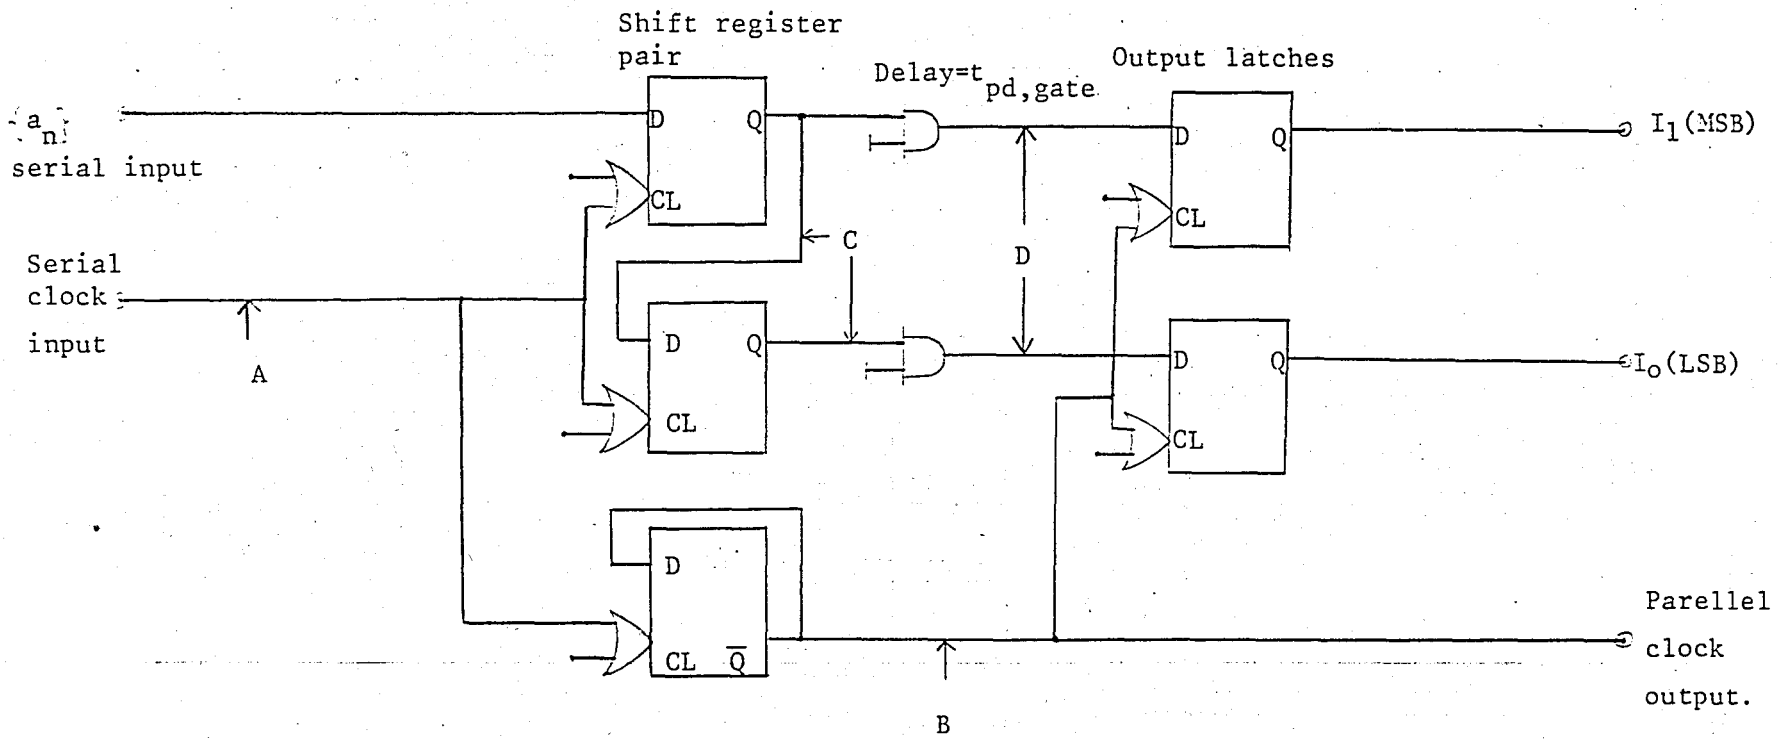 Shift register
pair
Delay=t
pd,gate
Output latches
{a
n}
serial input
D Q
CL
D
Q
CL
I1(MSB)
Serial
clock
input
A
C
D
D Q
CL
D
Q
CL
Io(LSB)
D
CL Q̅
B
Parellel
clock
output.